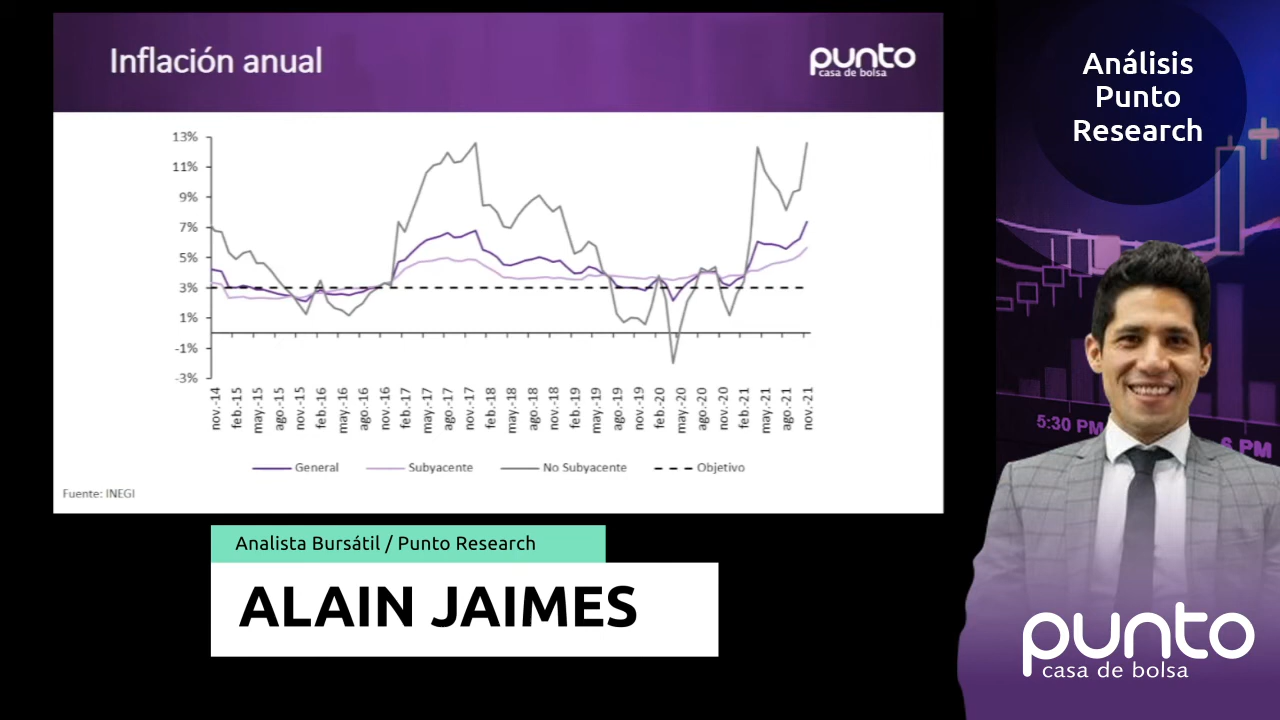 Inflación anual
punto
casa de bolsa
13%
11%
9%
7%
5%
3%
1%
-1%
-3%
nov.-14
feb.-15
may.-15
ago.-15
nov.-15
feb.-16
may.-16
ago.-16
nov.-16
feb.-17
may.-17
ago.-17
nov.-17
feb.-18
may.-18
ago.-18
nov.-18
feb.-19
may.-19
ago.-19
nov.-19
feb.-20
may.-20
ago.-20
nov.-20
feb.-21
may.-21
ago.-21
nov.-21
General
Subyacente
No Subyacente
Objetivo
Fuente: INEGI
Análisis
Punto
Research
5:30 PM
6 PM
Analista Bursátil / Punto Research
ALAIN JAIMES
punto
casa de bolsa